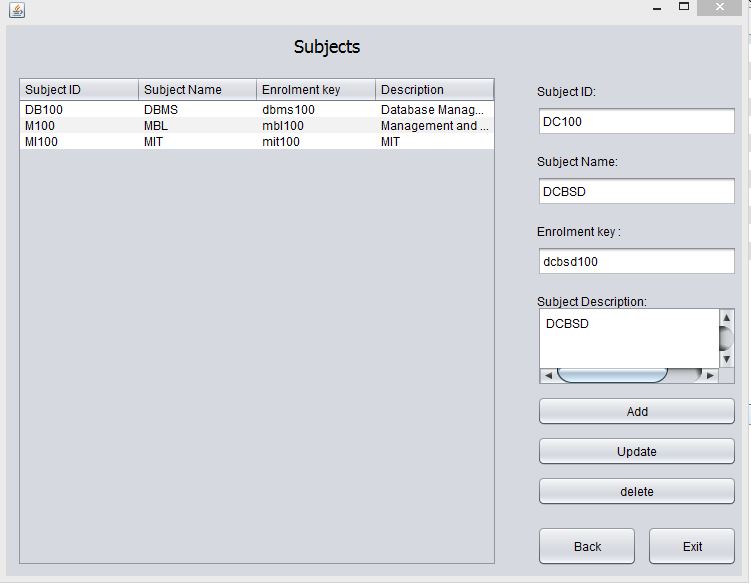 Subjects
Subject ID Subject Name Enrolment key Description
DB100 DBMS dbms100 Database Manag...
M100 MBL mbl100 Management and ...
MI100 MIT mit100 MIT
Subject ID:
DC100
Subject Name:
DCBSD
Enrolment key :
dcbsd100
Subject Description:
DCBSD
Add
Update
delete
Back Exit